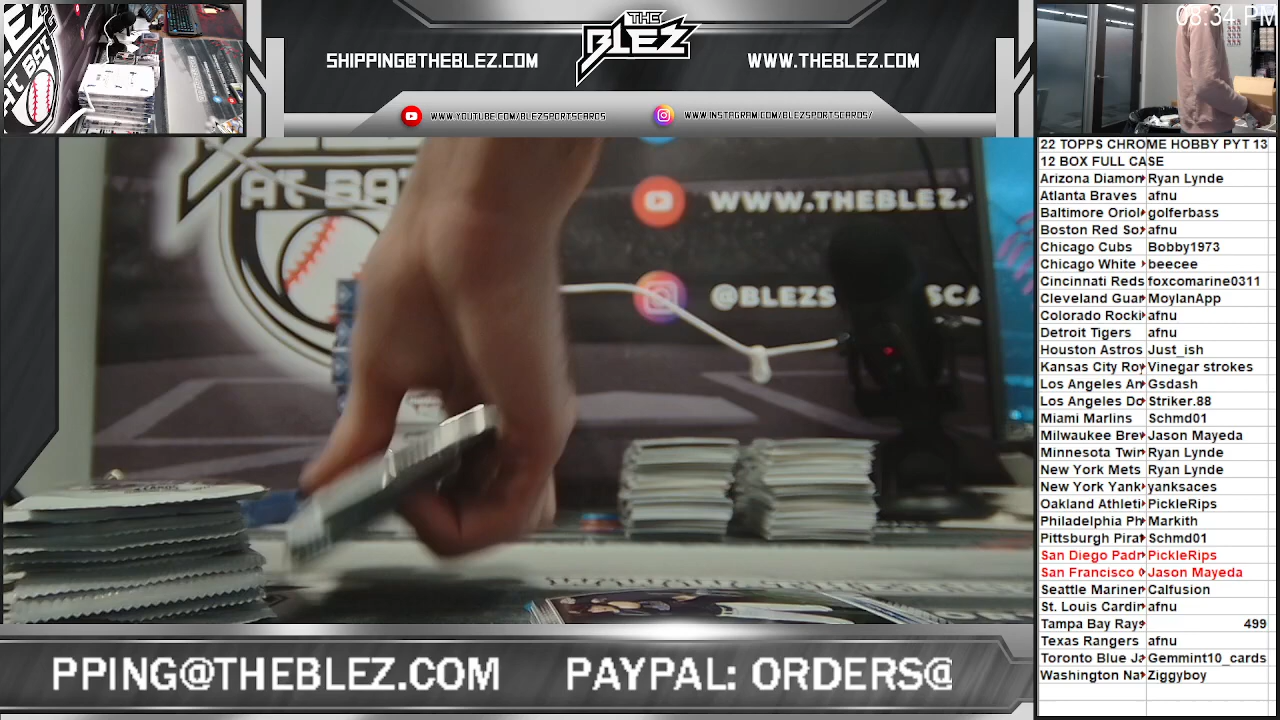 THE
BLEZ
SHIPPING@THEBLEZ.COM
WWW.THEBLEZ.COM
WWW.YOUTUBE.COM/BLEZSPORTSCARDS
WWW.INSTAGRAM.COM/BLEZSPORTSCARDS/
08:34 PM
AT BAT
AT BAT
WWW.THEBLEZ.
@BLEZS
SCA
22 TOPPS CHROME HOBBY PYT 13
12 BOX FULL CASE
Arizona Diamon Ryan Lynde
Atlanta Braves afnu
Baltimore Oriol golferbass
Boston Red So afnu
Chicago Cubs Bobby1973
Chicago White beecee
Cincinnati Reds foxcomarine0311
Cleveland Guar MoylanApp
Colorado Rocki afnu
Detroit Tigers afnu
Houston Astros Just_ish
Kansas City Ro Vinegar strokes
Los Angeles An Gsdash
Los Angeles Do Striker.88
Miami Marlins Schmd01
Milwaukee Brew Jason Mayeda
Minnesota Twin Ryan Lynde
New York Mets Ryan Lynde
New York Yank yanksaces
Oakland Athleti PickleRips
Philadelphia Ph Markith
Pittsburgh Pirat Schmd01
San Diego Padr PickleRips
San Francisco Jason Mayeda
Seattle Mariner Calfusion
St. Louis Cardin afnu
Tampa Bay Rays 499
Texas Rangers afnu
Toronto Blue Ja Gemmint10_cards
Washington Na Ziggyboy
PPING@THEBLEZ.COM PAYPAL: ORDERS@